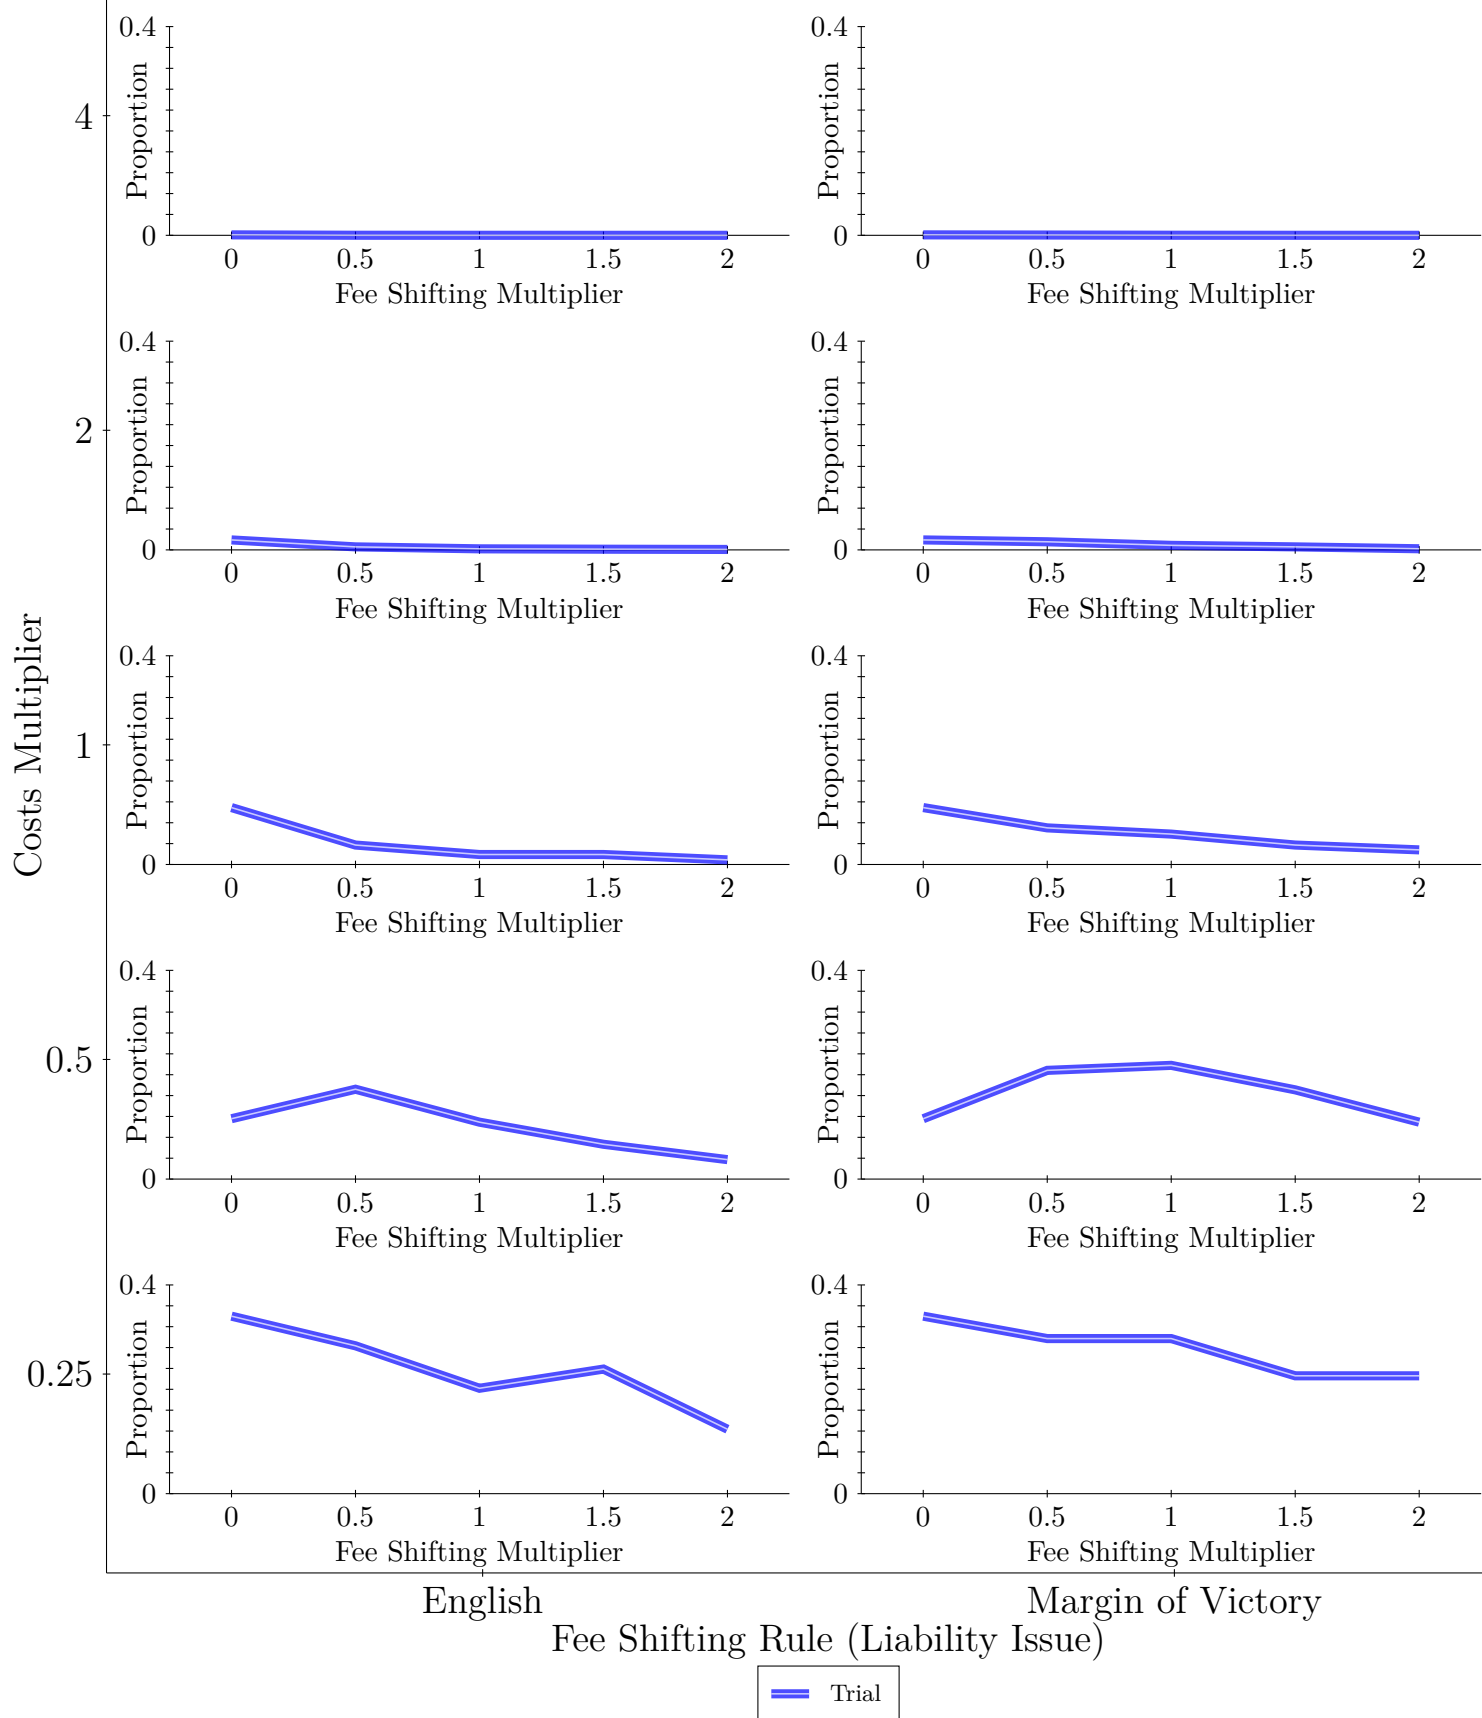 0.4
Proportion
0
0 0.5 1 1.5 2
Fee Shifting Multiplier
0.4
Proportion
0
0 0.5 1 1.5 2
Fee Shifting Multiplier
4
0.4
Proportion
0
0 0.5 1 1.5 2
Fee Shifting Multiplier
0.4
Proportion
0
0 0.5 1 1.5 2
Fee Shifting Multiplier
2
0.4
Proportion
0
0 0.5 1 1.5 2
Fee Shifting Multiplier
0.4
Proportion
0
0 0.5 1 1.5 2
Fee Shifting Multiplier
1
Costs Multiplier
0.4
Proportion
0
0 0.5 1 1.5 2
Fee Shifting Multiplier
0.4
Proportion
0
0 0.5 1 1.5 2
Fee Shifting Multiplier
0.5
0.4
Proportion
0
0 0.5 1 1.5 2
Fee Shifting Multiplier
0.4
Proportion
0
0 0.5 1 1.5 2
Fee Shifting Multiplier
0.25
English
Margin of Victory
Fee Shifting Rule (Liability Issue)
Trial